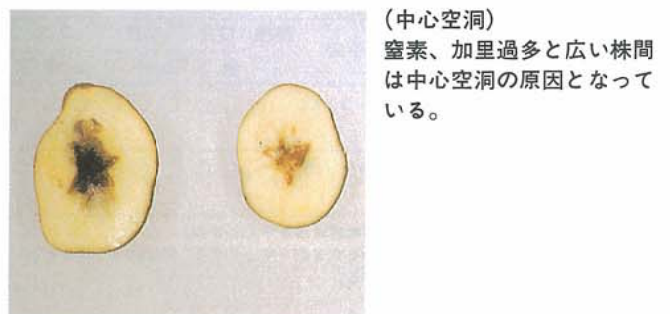 (中心空洞)
窒素、加里過多と広い株間
は中心空洞の原因となって
いる。